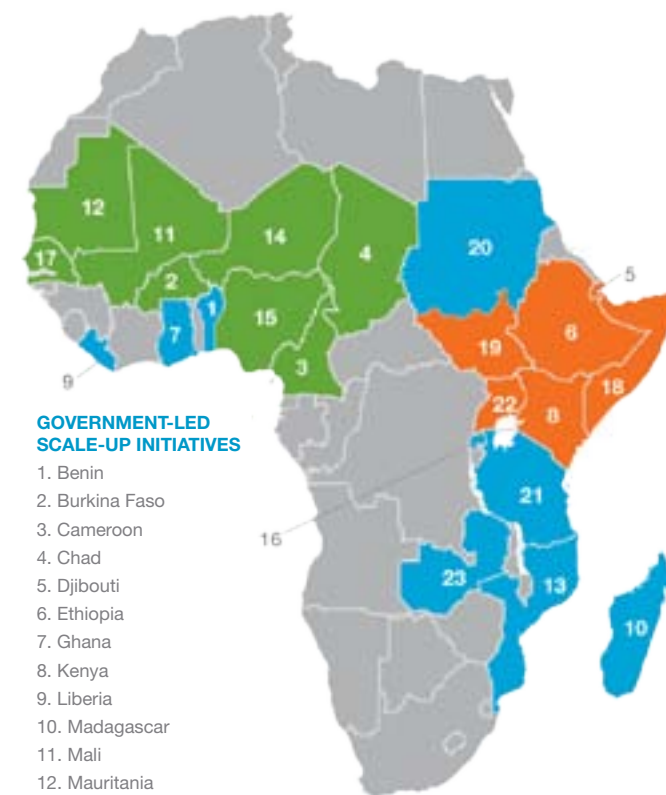 12
11
14
4
20
17
2
5
15
1
7
6
19
3
18
9
22
8
GOVERNMENT-LED
SCALE-UP INITIATIVES
21
1. Benin
2. Burkina Faso
16
3. Cameroon
23
13
4. Chad
5. Djibouti
10
6. Ethiopia
7. Ghana
8. Kenya
9. Liberia
10. Madagascar
11. Mali
12. Mauritania